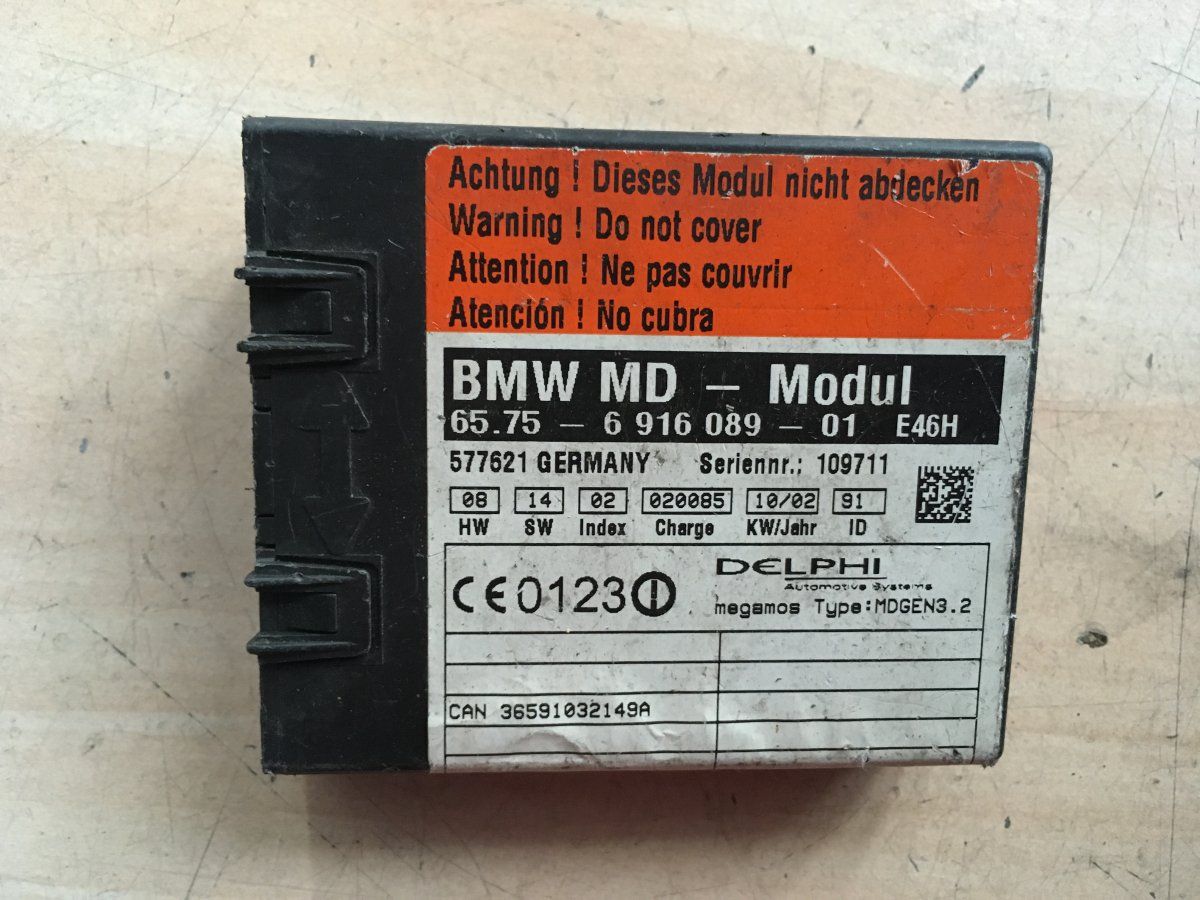 Achtung ! Dieses Modul nicht abdecken
Warning ! Do not cover
Attention ! Ne pas couvrir
Atención ! No cubra
BMW MD – Modul
65.75 – 6 916 089 – 01 E46H
577621 GERMANY Seriennr.: 109711
08 14 02 020085 10/02 91
HW SW Index Charge KW/Jahr ID
CE 0123
DELPHI
Automotive Systems
megamos Type:MDGEN3.2
CAN 36591032149A